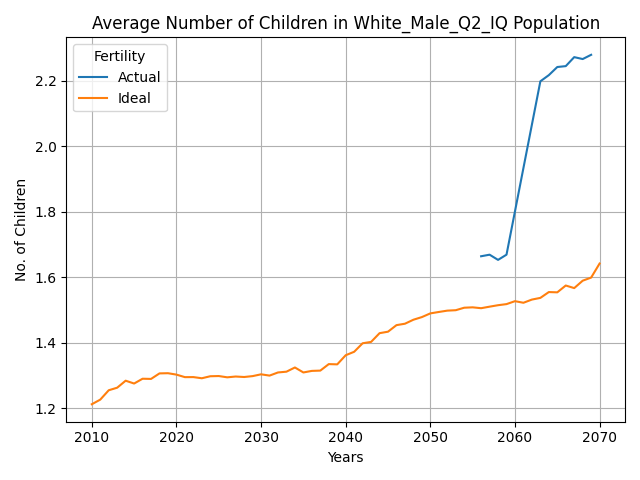 Average Number of Children in White_Male_Q2_IQ Population
Fertility
Actual
Ideal
No. of Children
2.2
2.0
1.8
1.6
1.4
1.2
2010 2020 2030 2040 2050 2060 2070
Years